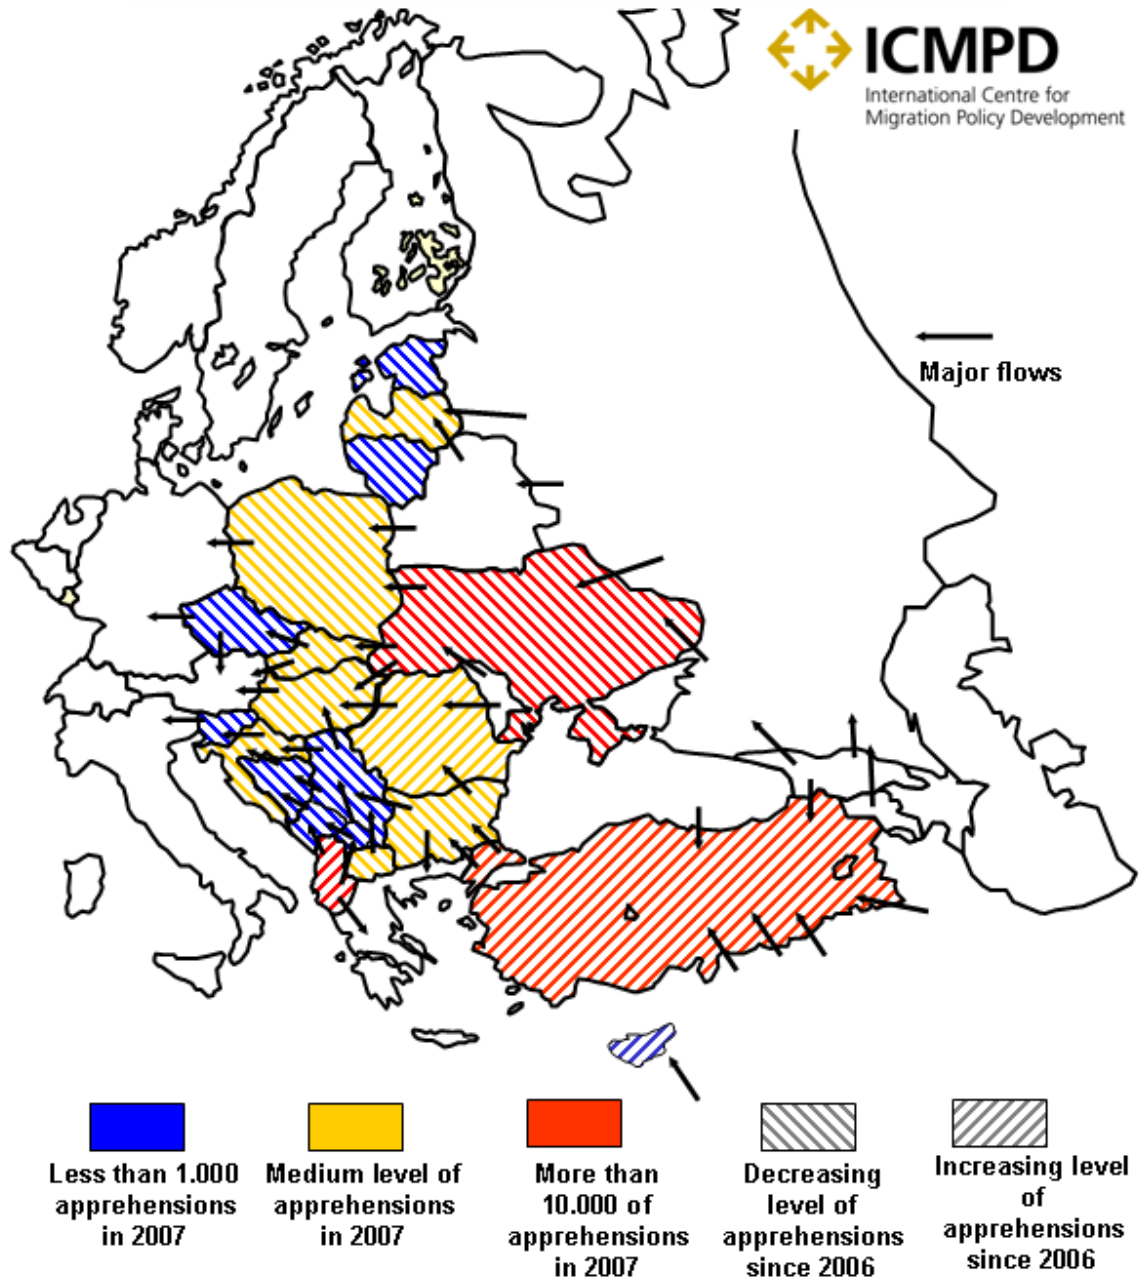 ICMPD
International Centre for
Migration Policy Development
Major flows
Less than 1.000
apprehensions
in 2007
Medium level of
apprehensions
in 2007
More than
10.000 of
apprehensions
in 2007
Decreasing
level of
apprehensions
since 2006
Increasing level
of
apprehensions
since 2006